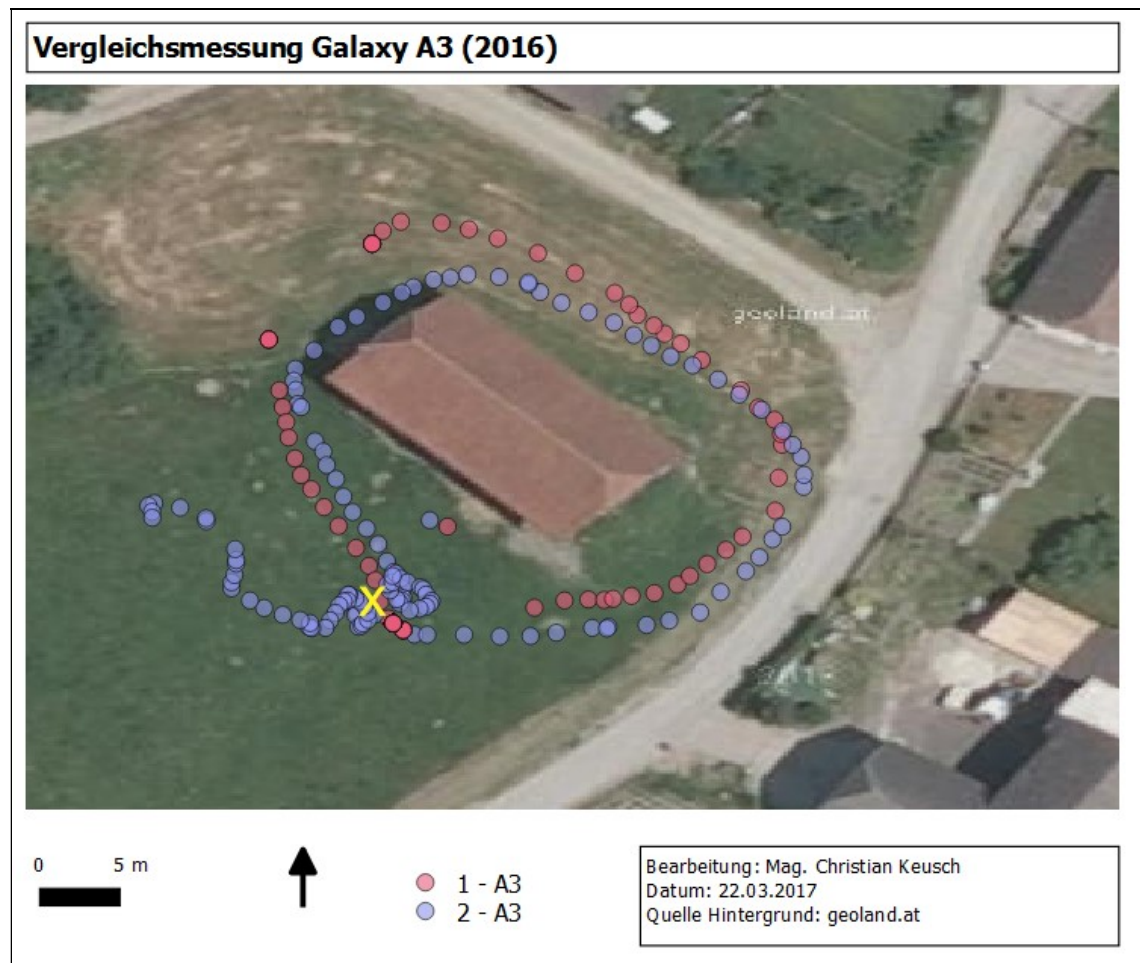 Vergleichsmessung Galaxy A3 (2016)
geoland.at
X
0 5 m
1 - A3
2 - A3
Bearbeitung: Mag. Christian Keusch
Datum: 22.03.2017
Quelle Hintergrund: geoland.at